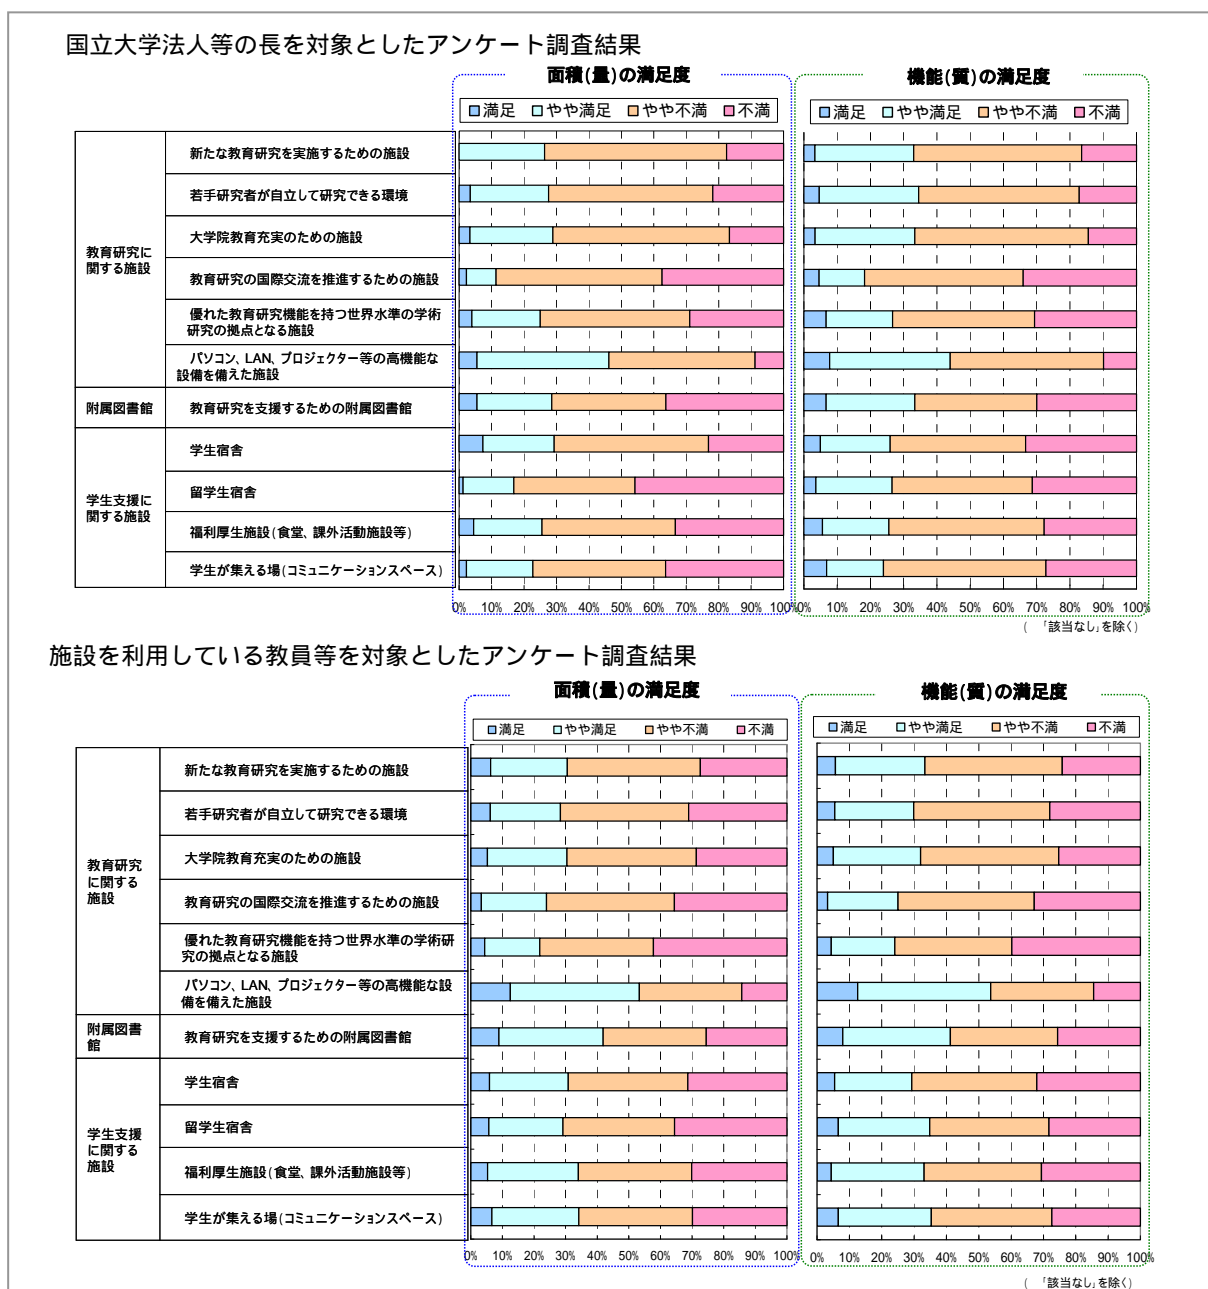 国立大学法人等の長を対象としたアンケート調査結果
面積(量)の満足度
機能(質)の満足度
満足 やや満足 やや不満 不満
満足 やや満足 やや不満 不満
教育研究に
関する施設
新たな教育研究を実施するための施設
若手研究者が自立して研究できる環境
大学院教育充実のための施設
教育研究の国際交流を推進するための施設
優れた教育研究機能を持つ世界水準の学術
研究の拠点となる施設
パソコン、LAN、プロジェクター等の高機能な
設備を備えた施設
附属図書館
教育研究を支援するための附属図書館
学生支援に
関する施設
学生宿舎
留学生宿舎
福利厚生施設(食堂、課外活動施設等)
学生が集える場(コミュニケーションスペース)
0% 10% 20% 30% 40% 50% 60% 70% 80% 90% 100%
0% 10% 20% 30% 40% 50% 60% 70% 80% 90% 100%
( 「該当なし」を除く)
施設を利用している教員等を対象としたアンケート調査結果
面積(量)の満足度
機能(質)の満足度
満足 やや満足 やや不満 不満
満足 やや満足 やや不満 不満
教育研究
に関する
施設
新たな教育研究を実施するための施設
若手研究者が自立して研究できる環境
大学院教育充実のための施設
教育研究の国際交流を推進するための施設
優れた教育研究機能を持つ世界水準の学術研
究の拠点となる施設
パソコン、LAN、プロジェクター等の高機能な設
備を備えた施設
附属図書
館
教育研究を支援するための附属図書館
学生支援
に関する
施設
学生宿舎
留学生宿舎
福利厚生施設(食堂、課外活動施設等)
学生が集える場(コミュニケーションスペース)
0% 10% 20% 30% 40% 50% 60% 70% 80% 90% 100%
0% 10% 20% 30% 40% 50% 60% 70% 80% 90% 100%
( 「該当なし」を除く)